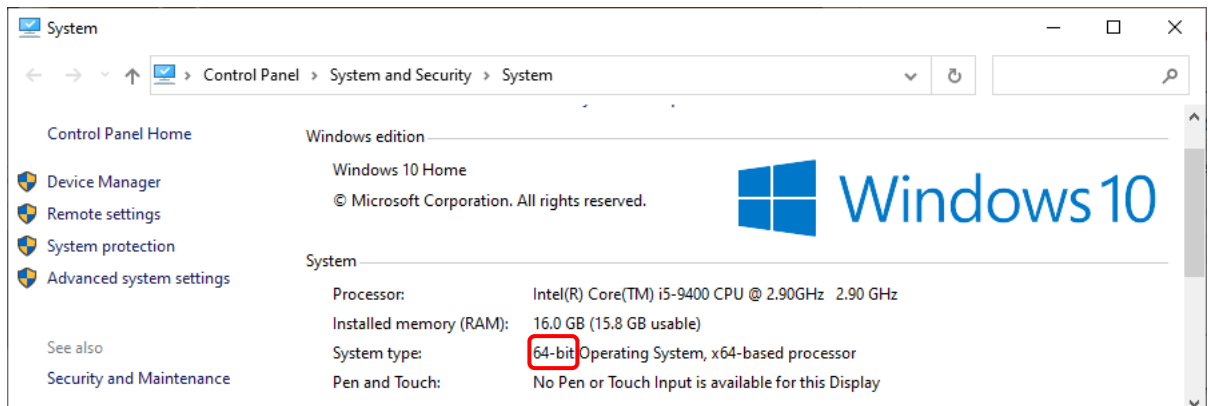 System
Control Panel > System and Security > System
Control Panel Home
Device Manager
Remote settings
System protection
Advanced system settings
See also
Security and Maintenance
Windows edition
Windows 10 Home
© Microsoft Corporation. All rights reserved.
Windows 10
System
Processor: Intel(R) Core(TM) i5-9400 CPU @ 2.90GHz 2.90 GHz
Installed memory (RAM): 16.0 GB (15.8 GB usable)
System type: 64-bit Operating System, x64-based processor
Pen and Touch: No Pen or Touch Input is available for this Display